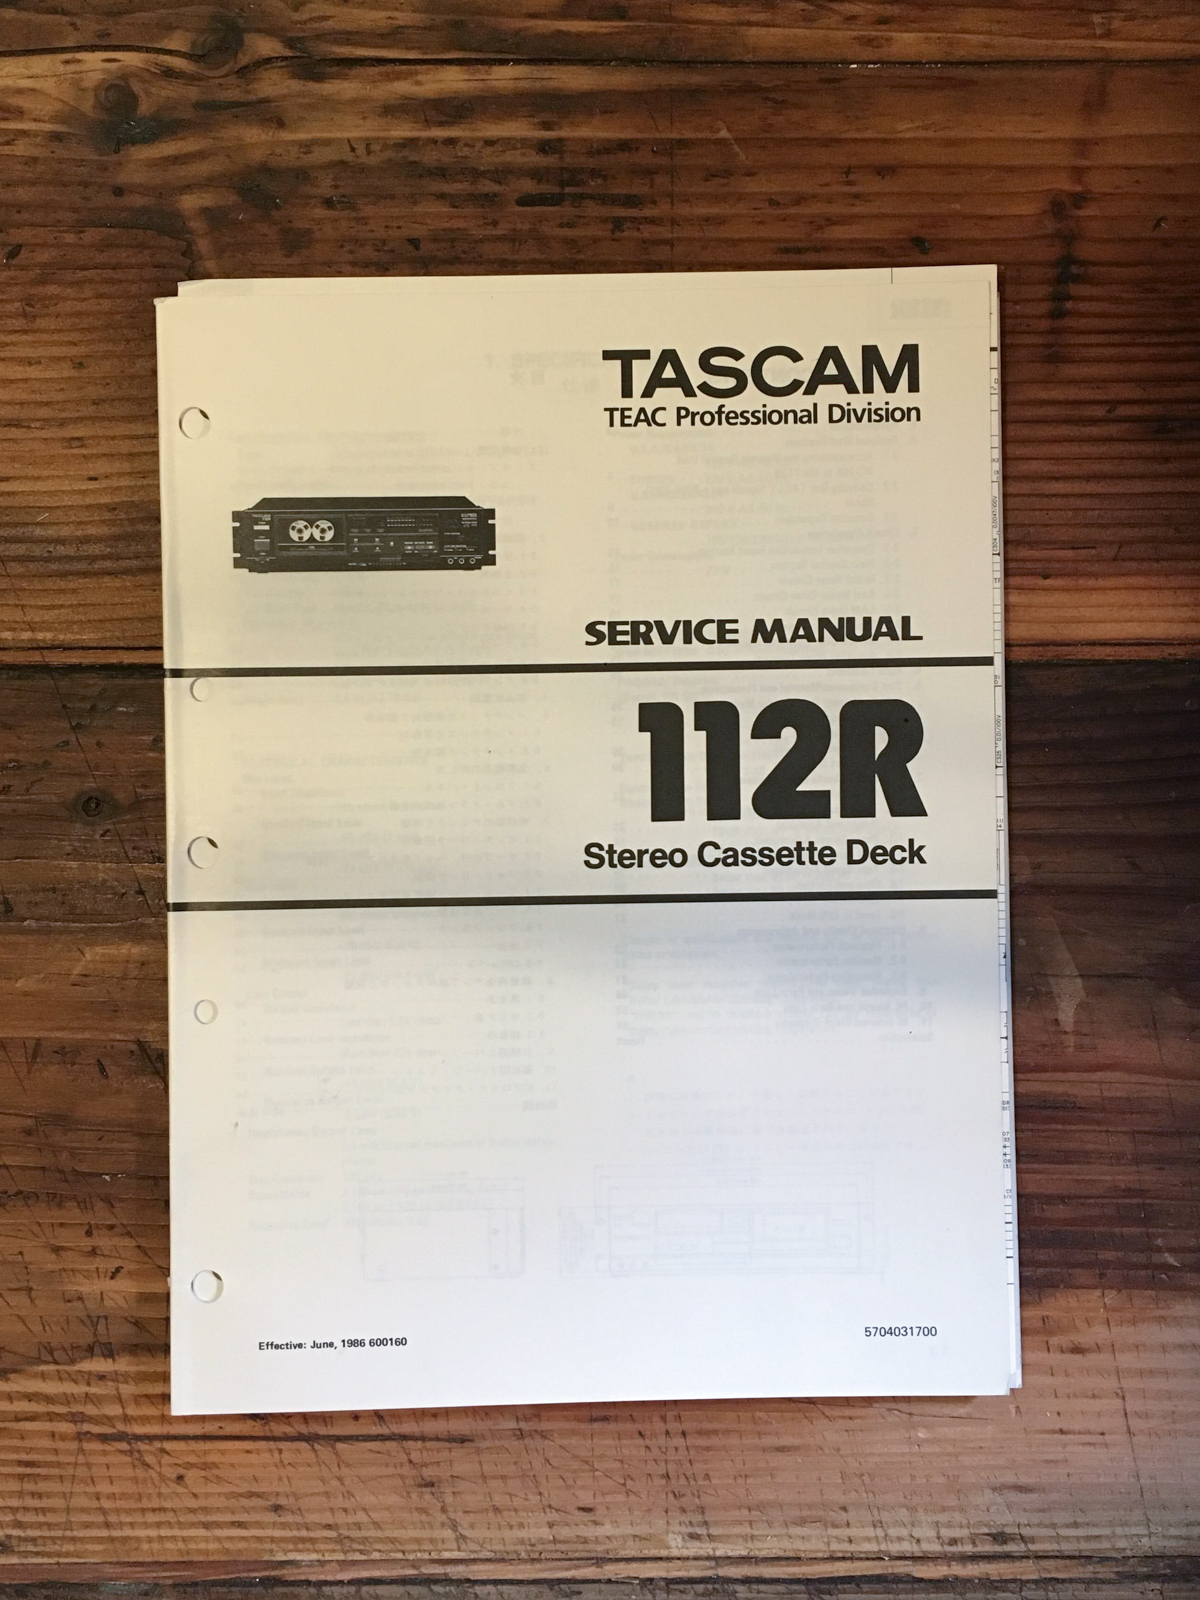 TASCAM
TEAC Professional Division
SERVICE MANUAL
112R
Stereo Cassette Deck
Effective: June, 1986 600160
5704031700